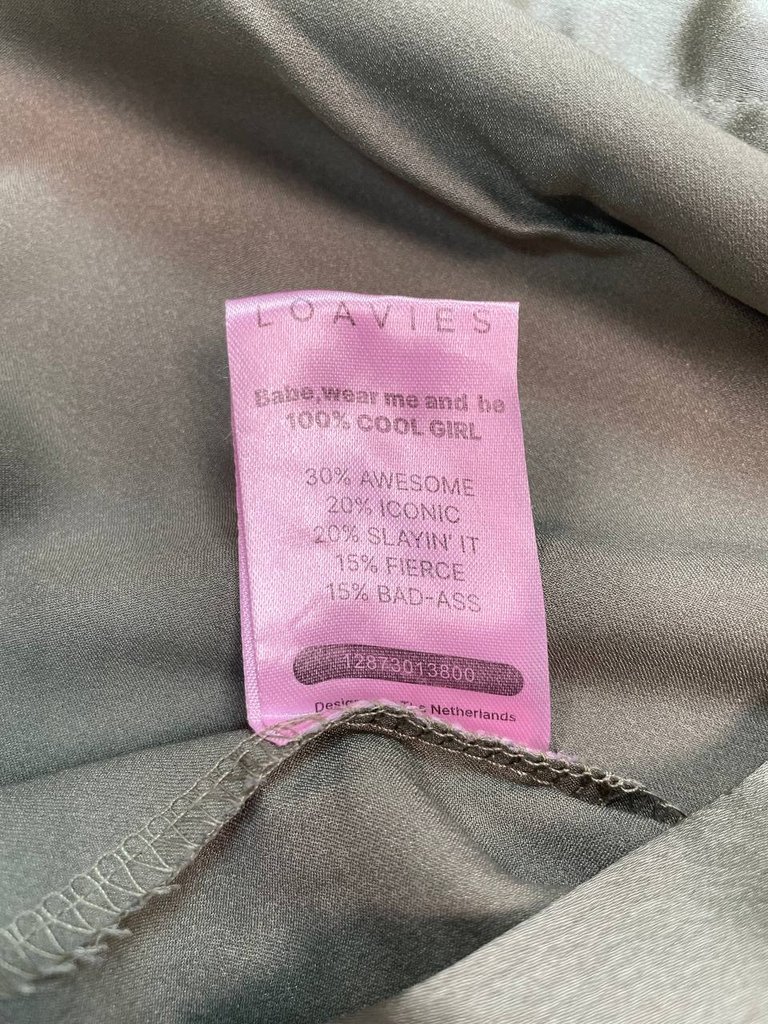 LOAVIES
Babe, wear me and be
100% COOL GIRL
30% AWESOME
20% ICONIC
20% SLAYIN' IT
15% FIERCE
15% BAD-ASS
12873013800
The Netherlands